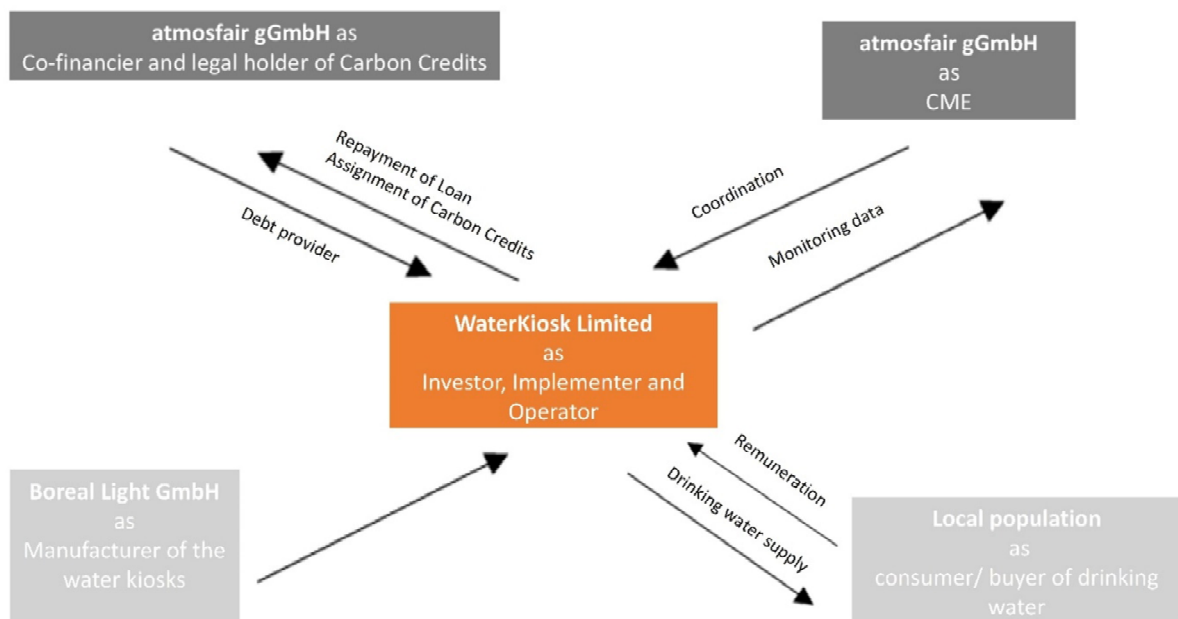 atmosfair gGmbH as
Co-financier and legal holder of Carbon Credits
atmosfair gGmbH
as
CME
Repayment of Loan
Assignment of Carbon Credits
Debt provider
Coordination
Monitoring data
WaterKiosk Limited
as
Investor, Implementer and
Operator
Boreal Light GmbH
as
Manufacturer of the
water kiosks
Remuneration
Drinking water supply
Local population
as
consumer/ buyer of drinking
water